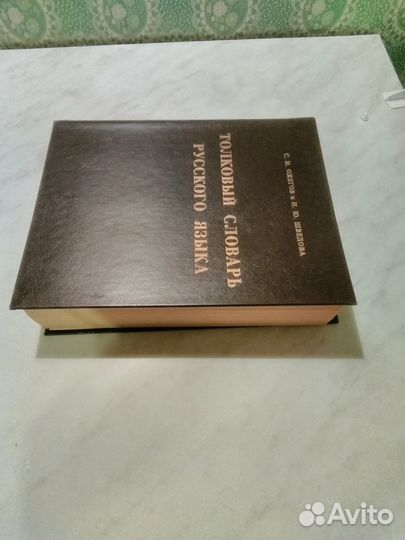 С. И. ОЖЕГОВ и Н. Ю. ШВЕДОВА
ТОЛКОВЫЙ СЛОВАРЬ
РУССКОГО ЯЗЫКА
Avito